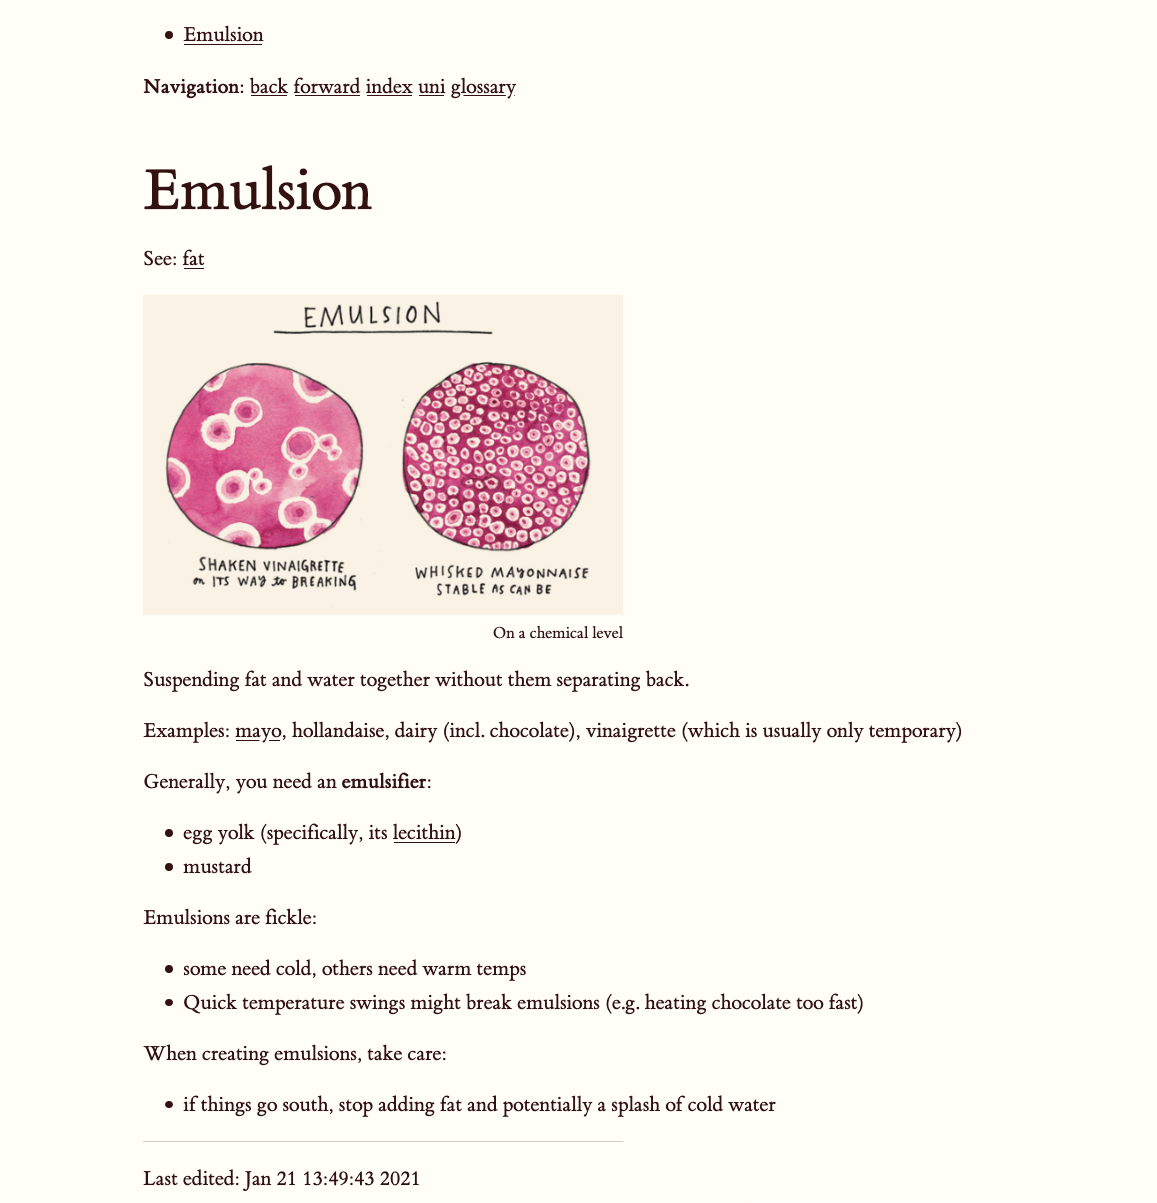 Emulsion
Navigation: back forward index uni glossary
Emulsion
See: fat
EMULSION
SHAKEN VINAIGRETTE
on ITS WAY to BREAKING
WHISKED MAYONNAISE
STABLE AS CAN BE
On a chemical level
Suspending fat and water together without them separating back.
Examples: mayo, hollandaise, dairy (incl. chocolate), vinaigrette (which is usually only temporary)
Generally, you need an emulsifier:
egg yolk (specifically, its lecithin)
mustard
Emulsions are fickle:
some need cold, others need warm temps
Quick temperature swings might break emulsions (e.g. heating chocolate too fast)
When creating emulsions, take care:
if things go south, stop adding fat and potentially a splash of cold water
Last edited: Jan 21 13:49:43 2021